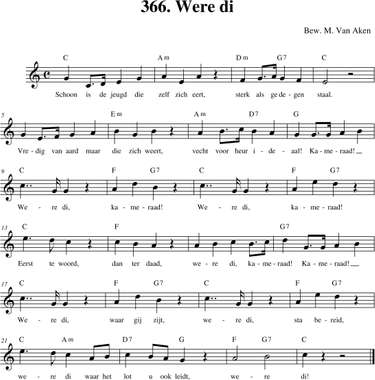 366. Were di
Bew. M. Van Aken
C Am Dm G7 C
Schoon is de jeugd die zelf zich eert, sterk als ge de gen staal.
5 G Em Am D7 G
Vre- dig van aard maar die zich weert, vecht voor heur i- de- aal! Ka- me- raad!
9 C F G7 C F G7
We- re di, ka- me- raad! We- re di, ka- me- raad!
13 C F C F G7
Eerst te woord, dan ter daad, we- re di ka- me- raad! Ka- me- raad!
17 C F G7 C F G7
We- re di, waar gij zijt, we- re di, sta be- reid,
21 C Am Dm C G F G7 C
we- re di waar het lot u ook leidt, we- re di!